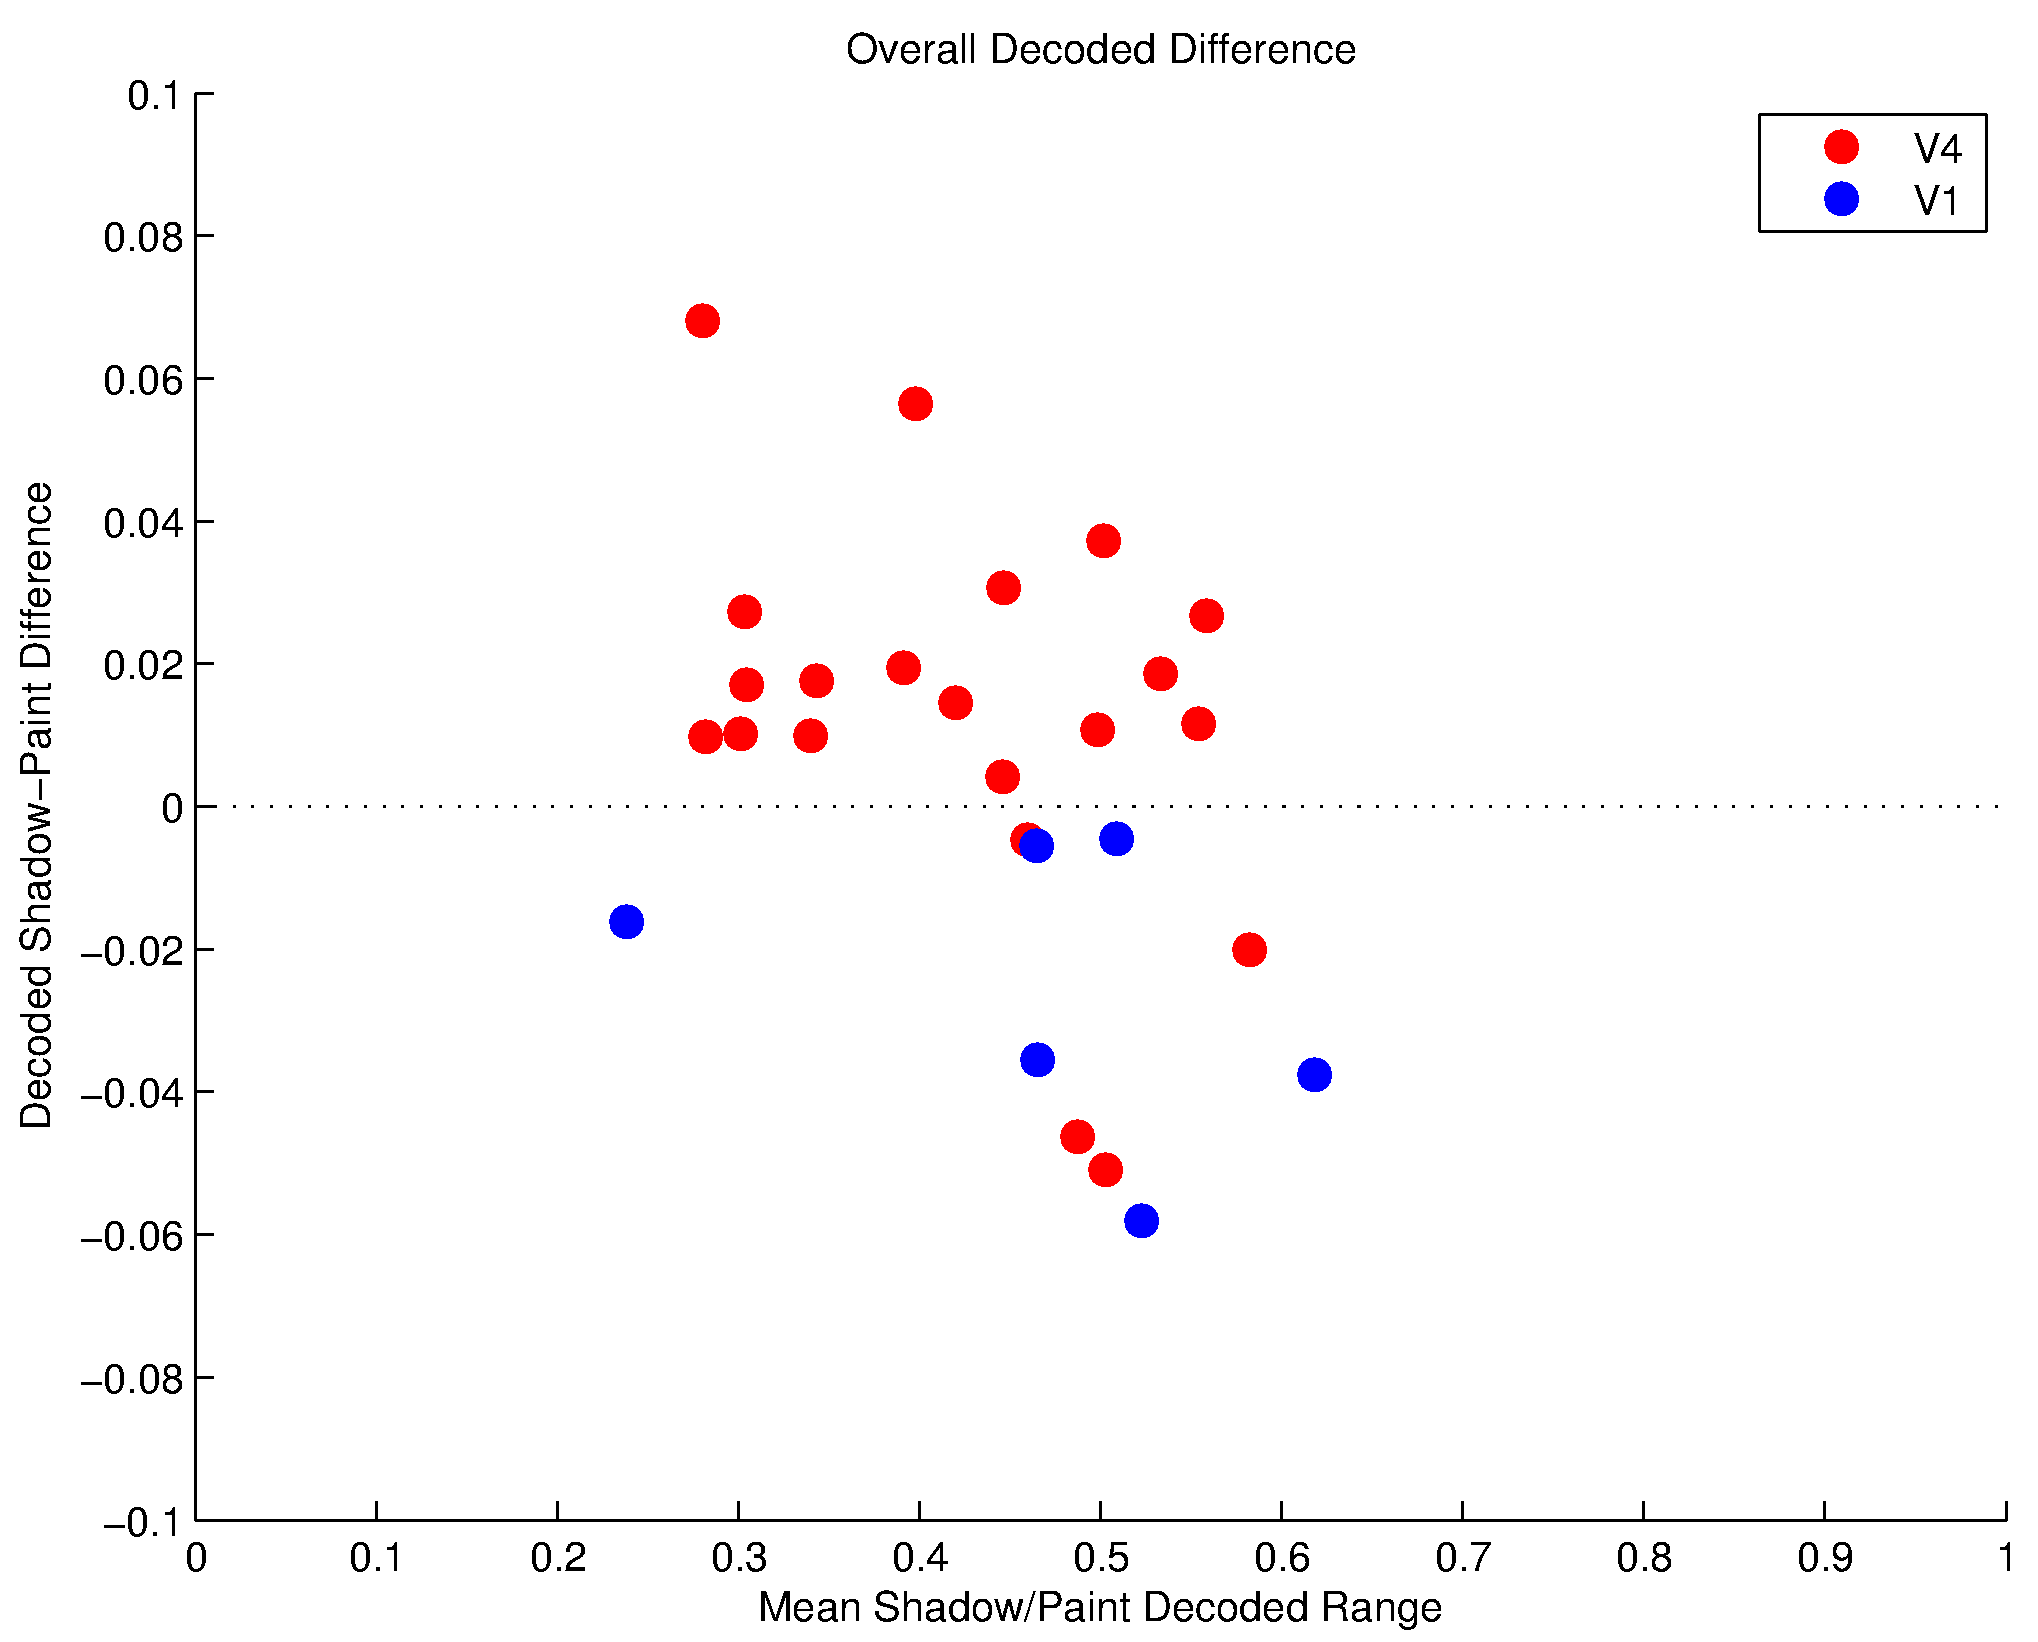 Overall Decoded Difference
V4
V1
0.1
0.08
0.06
0.04
0.02
0
−0.02
−0.04
−0.06
−0.08
−0.1
Decoded Shadow−Paint Difference
0 0.1 0.2 0.3 0.4 0.5 0.6 0.7 0.8 0.9 1
Mean Shadow/Paint Decoded Range